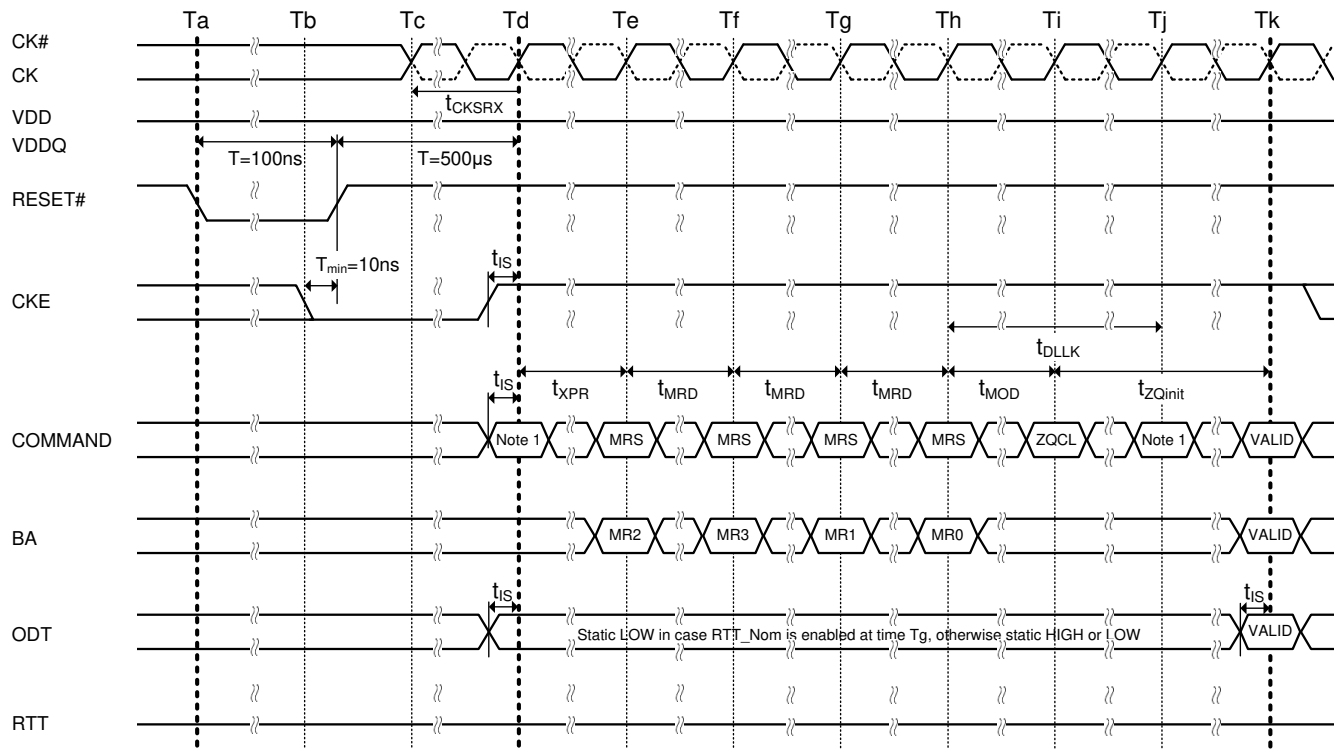 Ta Tb Tc Td Te Tf Tg Th Ti Tj Tk
CK#
CK
tCKSRX
VDD
VDDQ
T=100ns T=500µs
RESET#
Tmin=10ns tIS
CKE
tDLLK
tIS tXPR tMRD tMRD tMRD tMOD tZQinit
COMMAND Note 1 MRS MRS MRS MRS ZQCL Note 1 VALID
BA MR2 MR3 MR1 MR0 VALID
tIS tIS
ODT Static LOW in case RTT_Nom is enabled at time Tg, otherwise static HIGH or LOW VALID
RTT